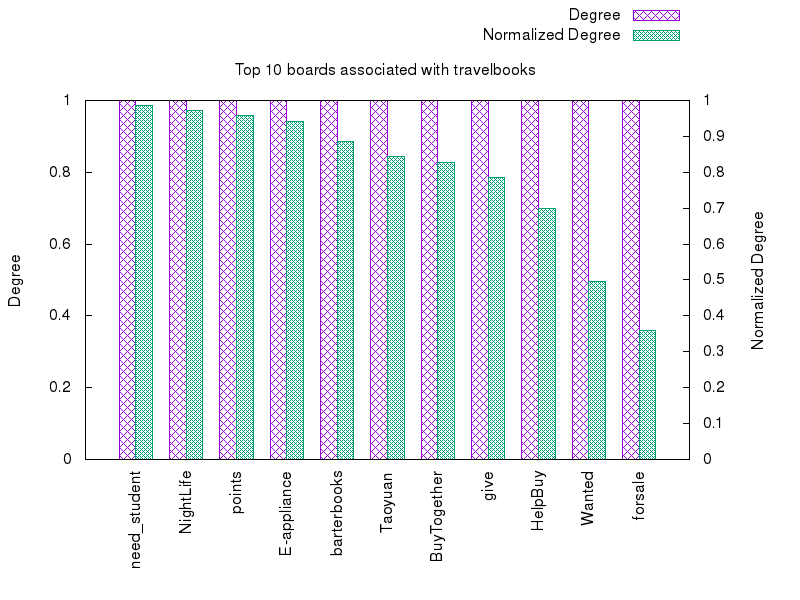 Degree
Normalized Degree
Top 10 boards associated with travelbooks
1
0.8
0.6
0.4
0.2
0
Degree
1
0.9
0.8
0.7
0.6
0.5
0.4
0.3
0.2
0.1
0
Normalized Degree
need_student
NightLife
points
E-appliance
barterbooks
Taoyuan
BuyTogether
give
HelpBuy
Wanted
forsale